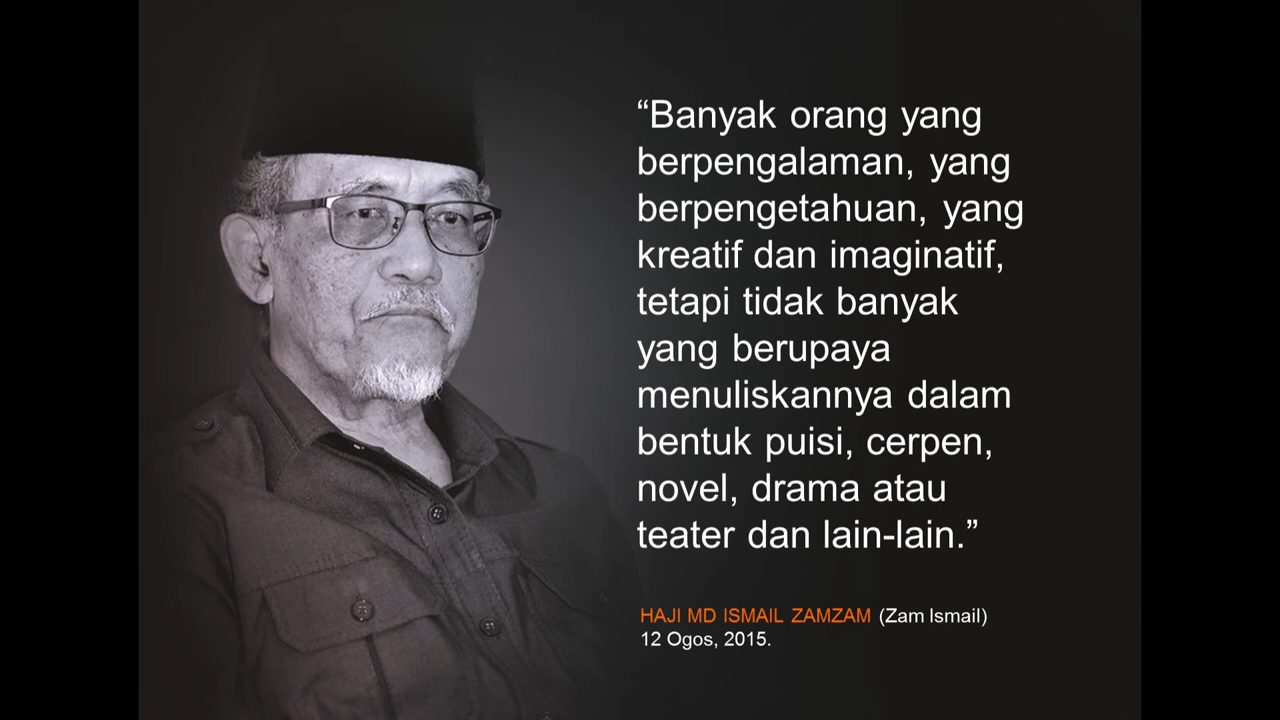 “Banyak orang yang
berpengalaman, yang
berpengetahuan, yang
kreatif dan imaginatif,
tetapi tidak banyak
yang berupaya
menuliskannya dalam
bentuk puisi, cerpen,
novel, drama atau
teater dan lain-lain.”
HAJI MD ISMAIL ZAMZAM (Zam Ismail)
12 Ogos, 2015.